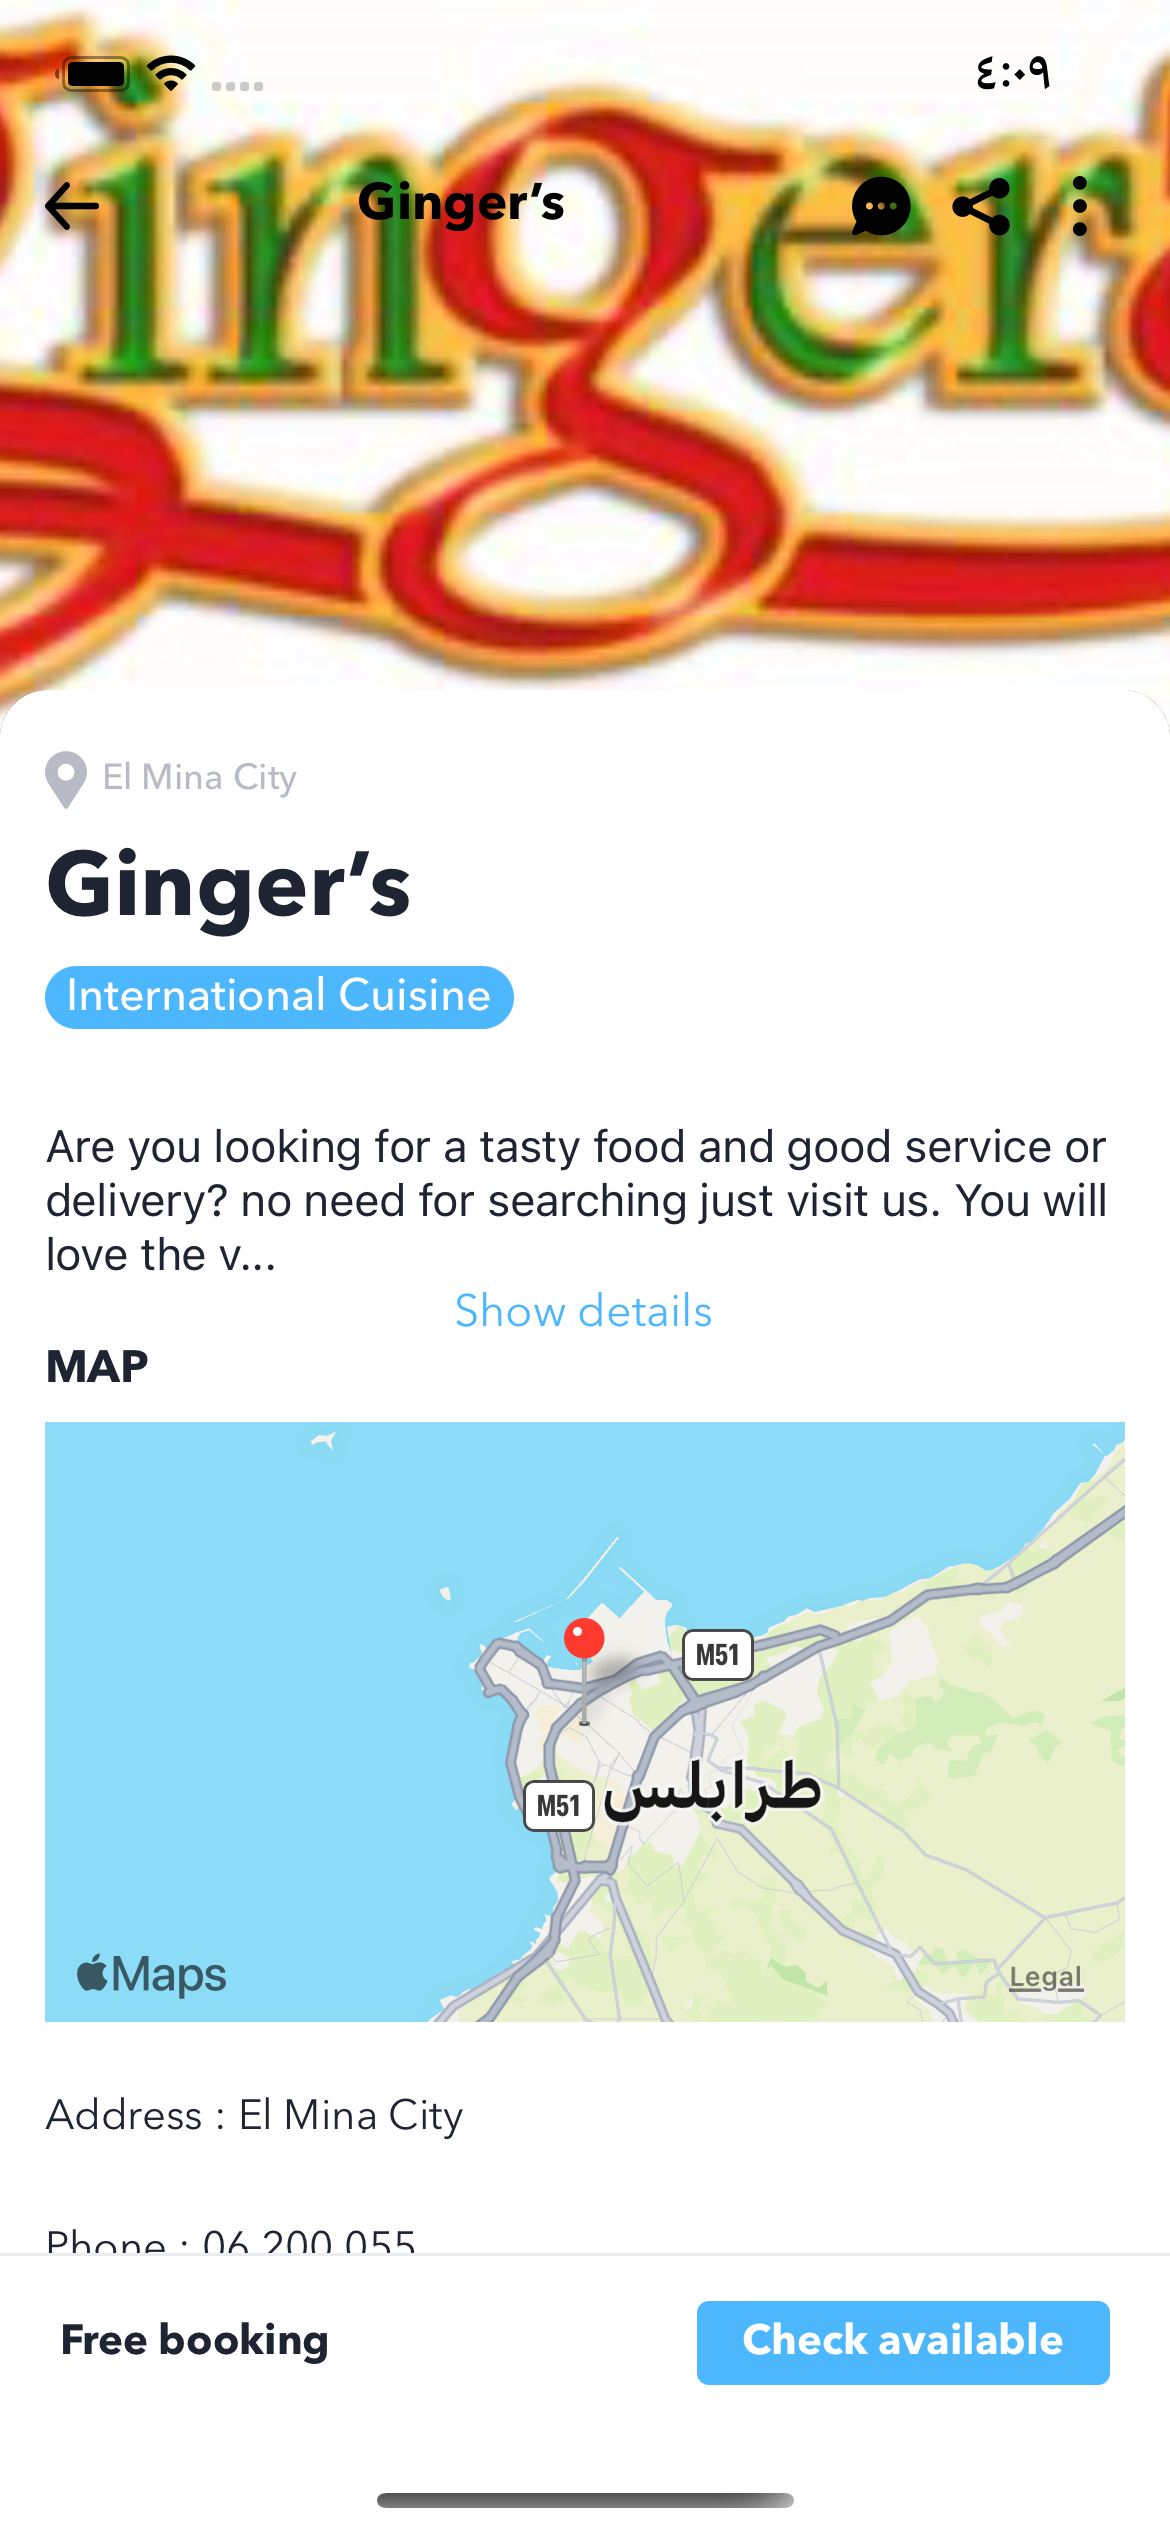 ٤:٠٩
Ginger's
Ginger's
El Mina City
Ginger's
International Cuisine
Are you looking for a tasty food and good service or
delivery? no need for searching just visit us. You will
love the v...
Show details
MAP
M51
M51
طرابلس
Maps
Legal
Address : El Mina City
Phone : 06 200 055
Free booking
Check available